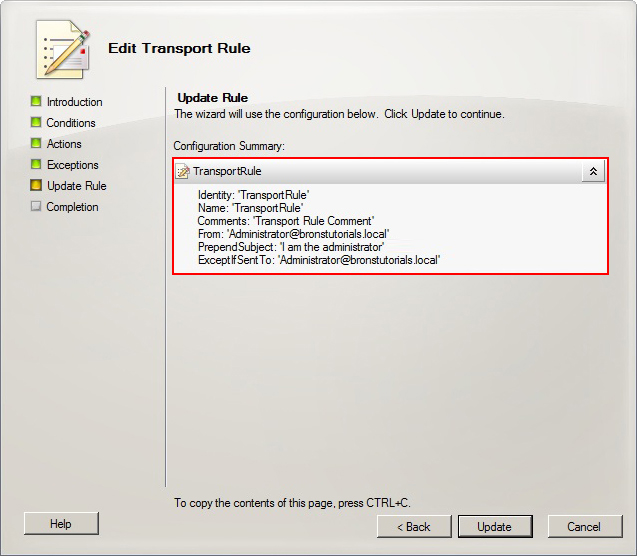 Edit Transport Rule
Introduction
Conditions
Actions
Exceptions
Update Rule
Completion
Update Rule
The wizard will use the configuration below. Click Update to continue.
Configuration Summary:
TransportRule
Identity: 'TransportRule'
Name: 'TransportRule'
Comments: 'Transport Rule Comment'
From: 'Administrator@bronstutorials.local'
PrependSubject: 'I am the administrator'
ExceptIfSentTo: 'Administrator@bronstutorials.local'
To copy the contents of this page, press CTRL+C.
Help
< Back
Update
Cancel